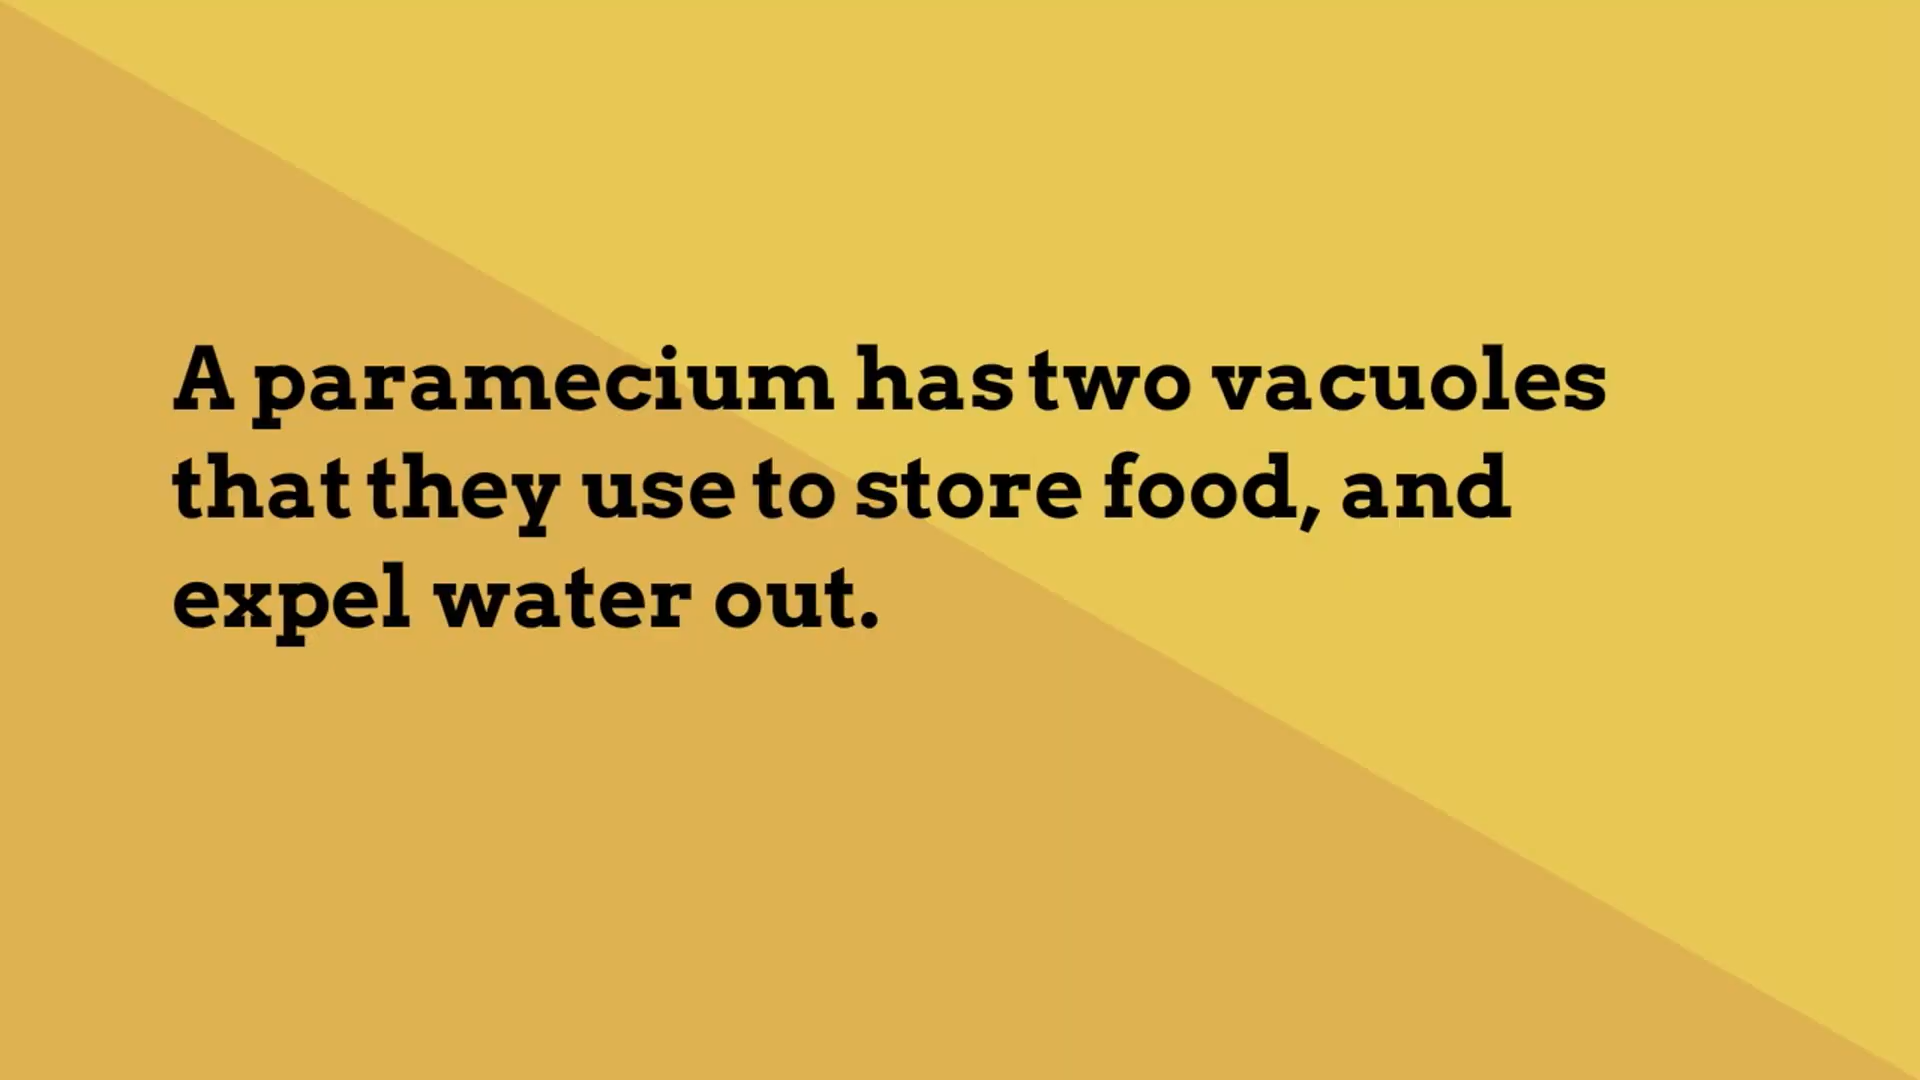 A paramecium has two vacuoles
that they use to store food, and
expel water out.